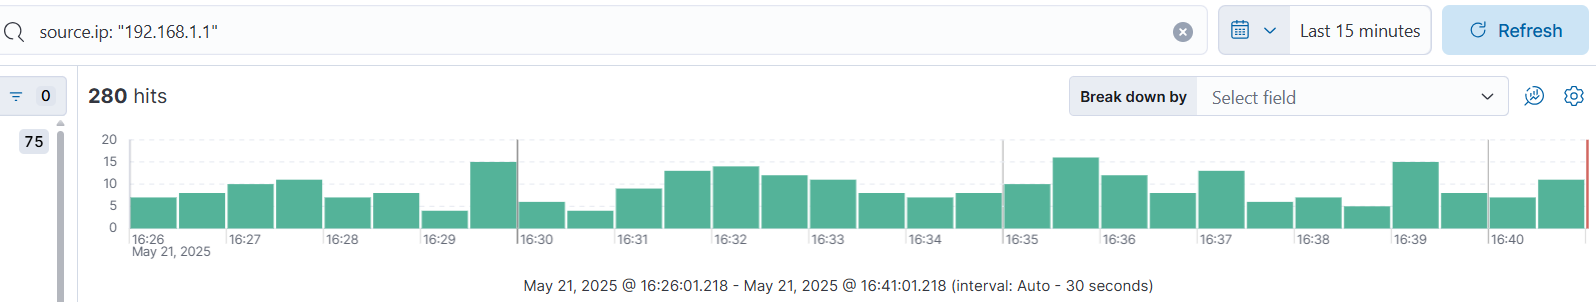 source.ip: "192.168.1.1"
Last 15 minutes
Refresh
0
280 hits
Break down by Select field
75
20
15
10
5
0
16:26 16:27 16:28 16:29 16:30 16:31 16:32 16:33 16:34 16:35 16:36 16:37 16:38 16:39 16:40
May 21, 2025
May 21, 2025 @ 16:26:01.218 - May 21, 2025 @ 16:41:01.218 (interval: Auto - 30 seconds)